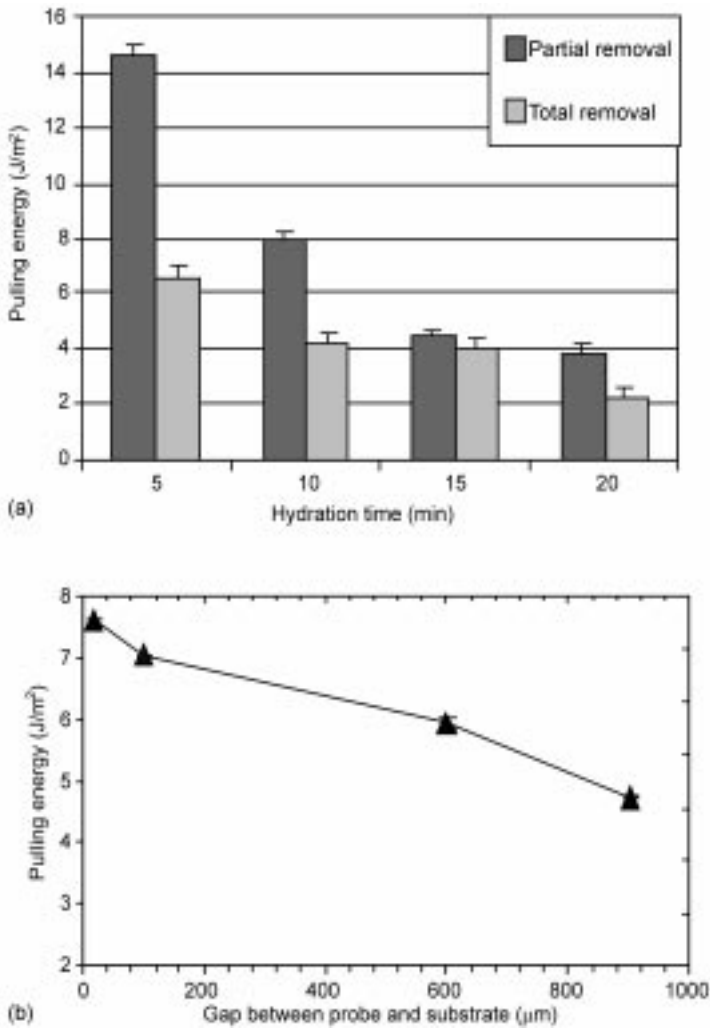 16
14
12
10
8
6
4
2
0
Pulling energy (J/m²)
Partial removal
Total removal
5 10 15 20
(a)
Hydration time (min)
8
7
6
5
4
3
2
Pulling energy (J/m²)
0 200 400 600 800 1000
(b)
Gap between probe and substrate (μm)